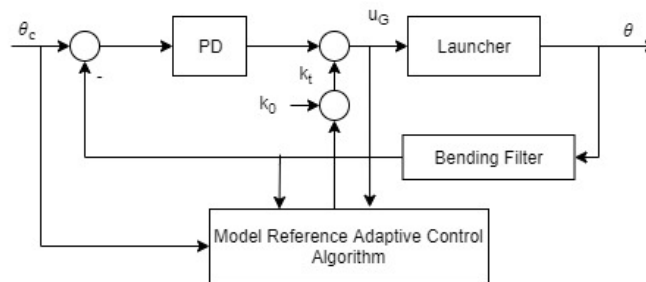 θc
PD
uG
Launcher
θ
-
kt
k0
Bending Filter
Model Reference Adaptive Control
Algorithm